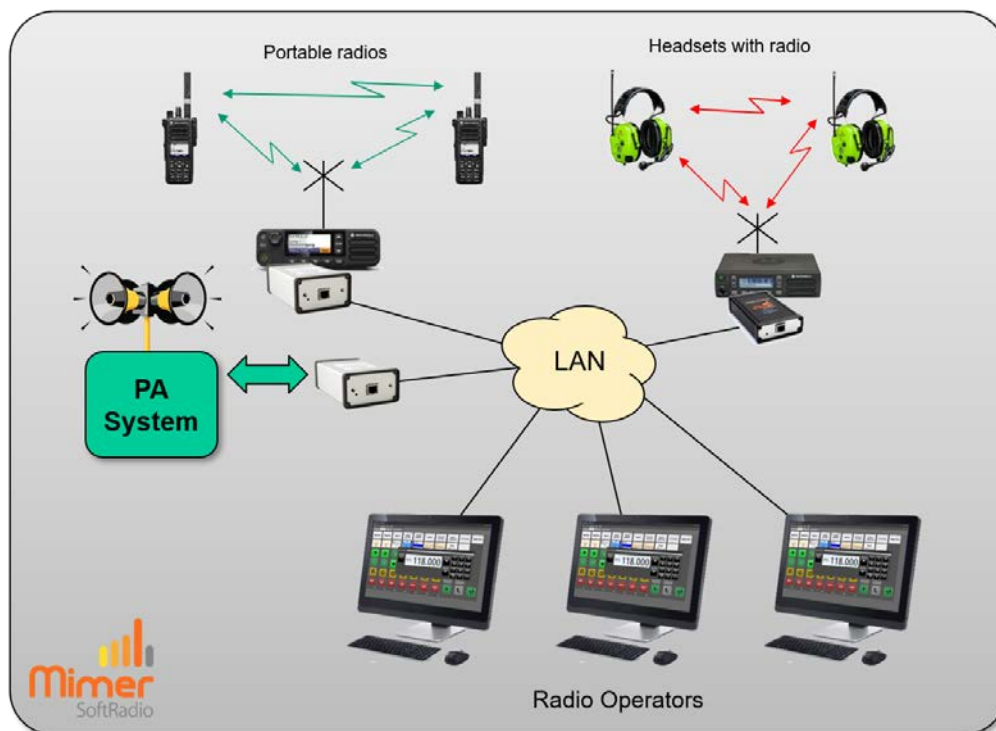 Portable radios
Headsets with radio
PA
System
LAN
118.000
118.000
118.000
Radio Operators
Mimer
SoftRadio